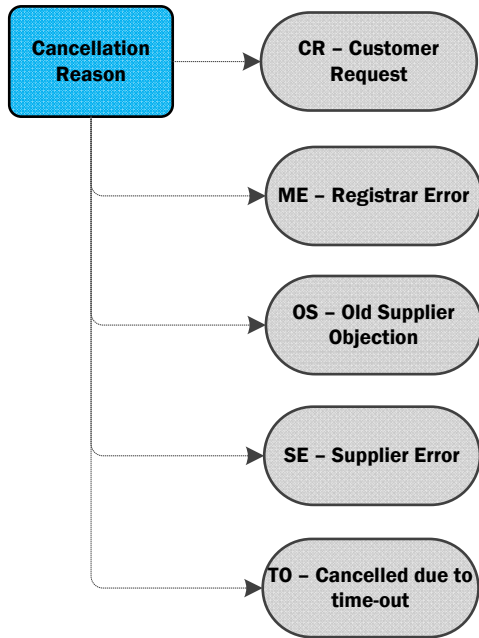 Cancellation
Reason
CR – Customer
Request
ME – Registrar Error
OS – Old Supplier
Objection
SE – Supplier Error
TO – Cancelled due to
time-out